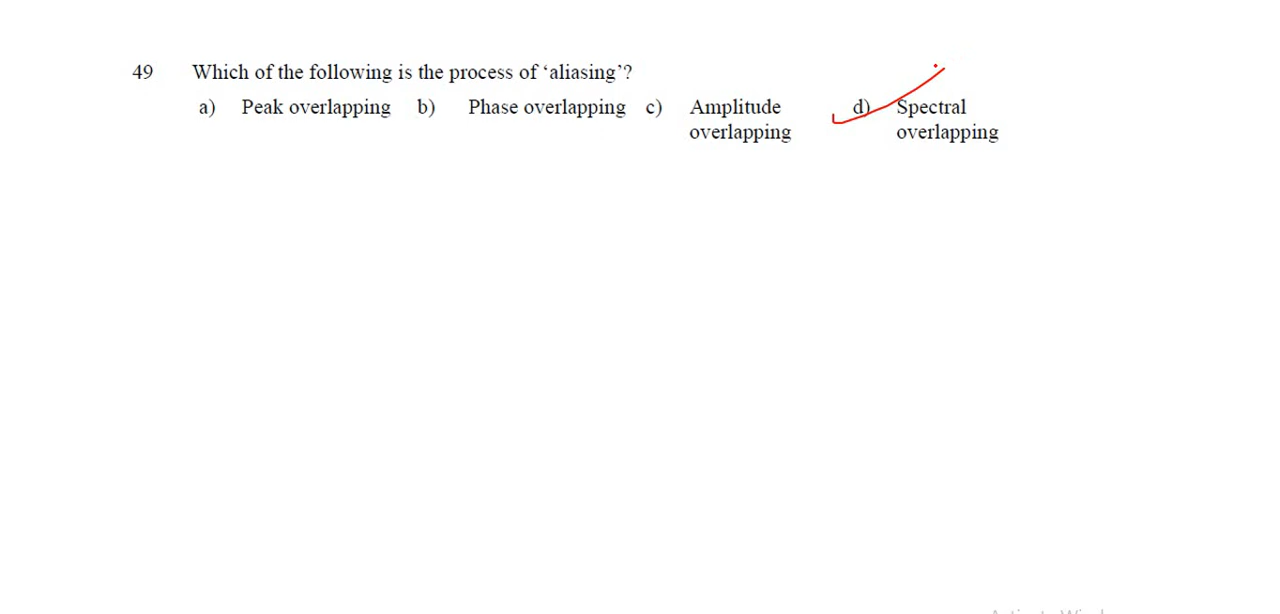 49 Which of the following is the process of ‘aliasing’?
a) Peak overlapping b) Phase overlapping c) Amplitude d) Spectral
overlapping overlapping